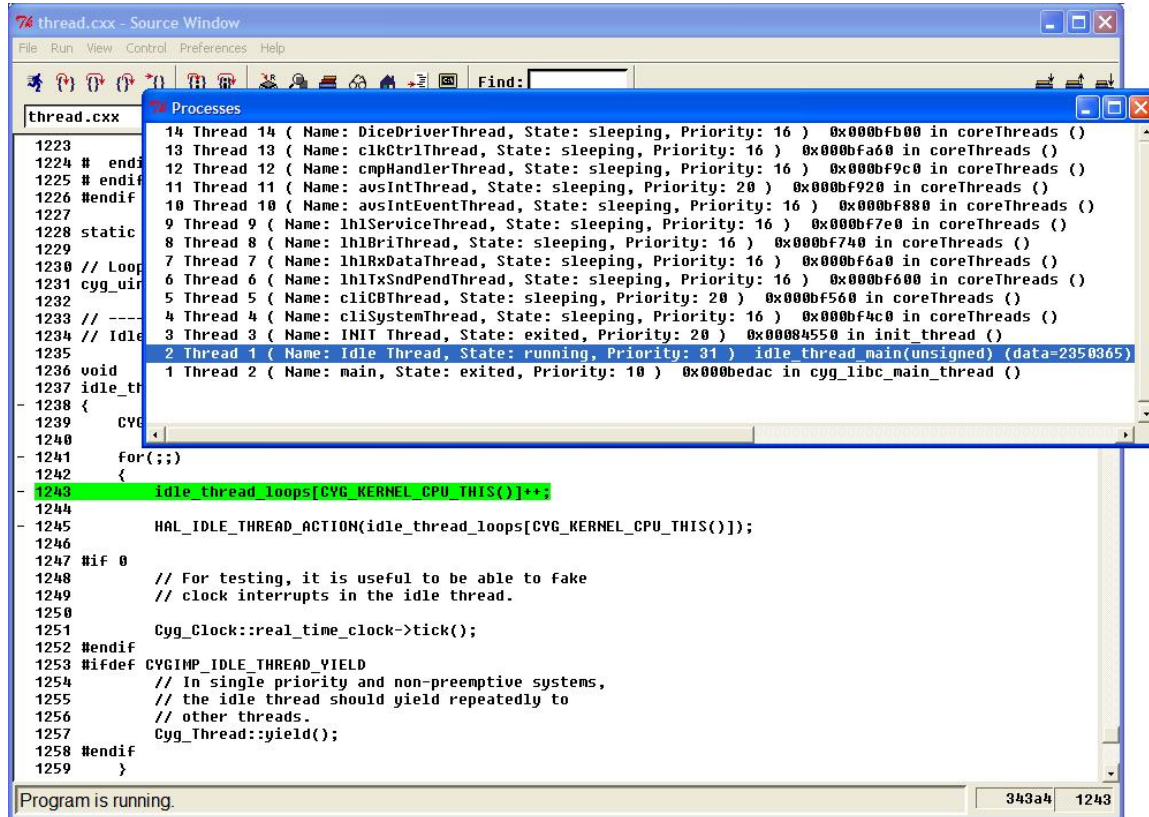 thread.cxx - Source Window
File Run View Control Preferences Help
Find:
thread.cxx
Processes
14 Thread 14 ( Name: DiceDriverThread, State: sleeping, Priority: 16 ) 0x000bfb00 in coreThreads ()
13 Thread 13 ( Name: clkCtrlThread, State: sleeping, Priority: 16 ) 0x000bfa60 in coreThreads ()
12 Thread 12 ( Name: cmpHandlerThread, State: sleeping, Priority: 16 ) 0x000bf9c0 in coreThreads ()
11 Thread 11 ( Name: avsIntThread, State: sleeping, Priority: 20 ) 0x000bf920 in coreThreads ()
10 Thread 10 ( Name: avsIntEventThread, State: sleeping, Priority: 16 ) 0x000bf880 in coreThreads ()
9 Thread 9 ( Name: lhlServiceThread, State: sleeping, Priority: 16 ) 0x000bf7e0 in coreThreads ()
8 Thread 8 ( Name: lhlBriThread, State: sleeping, Priority: 16 ) 0x000bf740 in coreThreads ()
7 Thread 7 ( Name: lhlRxDataThread, State: sleeping, Priority: 16 ) 0x000bf6a0 in coreThreads ()
6 Thread 6 ( Name: lhlTxSndPendThread, State: sleeping, Priority: 16 ) 0x000bf600 in coreThreads ()
5 Thread 5 ( Name: cliCBThread, State: sleeping, Priority: 20 ) 0x000bf560 in coreThreads ()
4 Thread 4 ( Name: cliSystemThread, State: sleeping, Priority: 16 ) 0x000bf4c0 in coreThreads ()
3 Thread 3 ( Name: INIT Thread, State: exited, Priority: 20 ) 0x00084550 in init_thread ()
2 Thread 1 ( Name: Idle Thread, State: running, Priority: 31 ) idle_thread_main(unsigned) (data=2350365)
1 Thread 2 ( Name: main, State: exited, Priority: 10 ) 0x000bedac in cyg_libc_main_thread ()
1223
1224 # endi
1225 # endif
1226 #endif
1227
1228 static
1229
1230 // Loop
1231 cyg_uin
1232
1233 // ----
1234 // Idle
1235
1236 void
1237 idle_th
- 1238 {
1239 CYG
1240
- 1241 for(;;)
1242 {
- 1243 idle_thread_loops[CYG_KERNEL_CPU_THIS()]++;
1244
- 1245 HAL_IDLE_THREAD_ACTION(idle_thread_loops[CYG_KERNEL_CPU_THIS()]);
1246
1247 #if 0
1248 // For testing, it is useful to be able to fake
1249 // clock interrupts in the idle thread.
1250
1251 Cyg_Clock::real_time_clock->tick();
1252 #endif
1253 #ifdef CYGIMP_IDLE_THREAD_YIELD
1254 // In single priority and non-preemptive systems,
1255 // the idle thread should yield repeatedly to
1256 // other threads.
1257 Cyg_Thread::yield();
1258 #endif
1259 }
Program is running.
343a4 1243